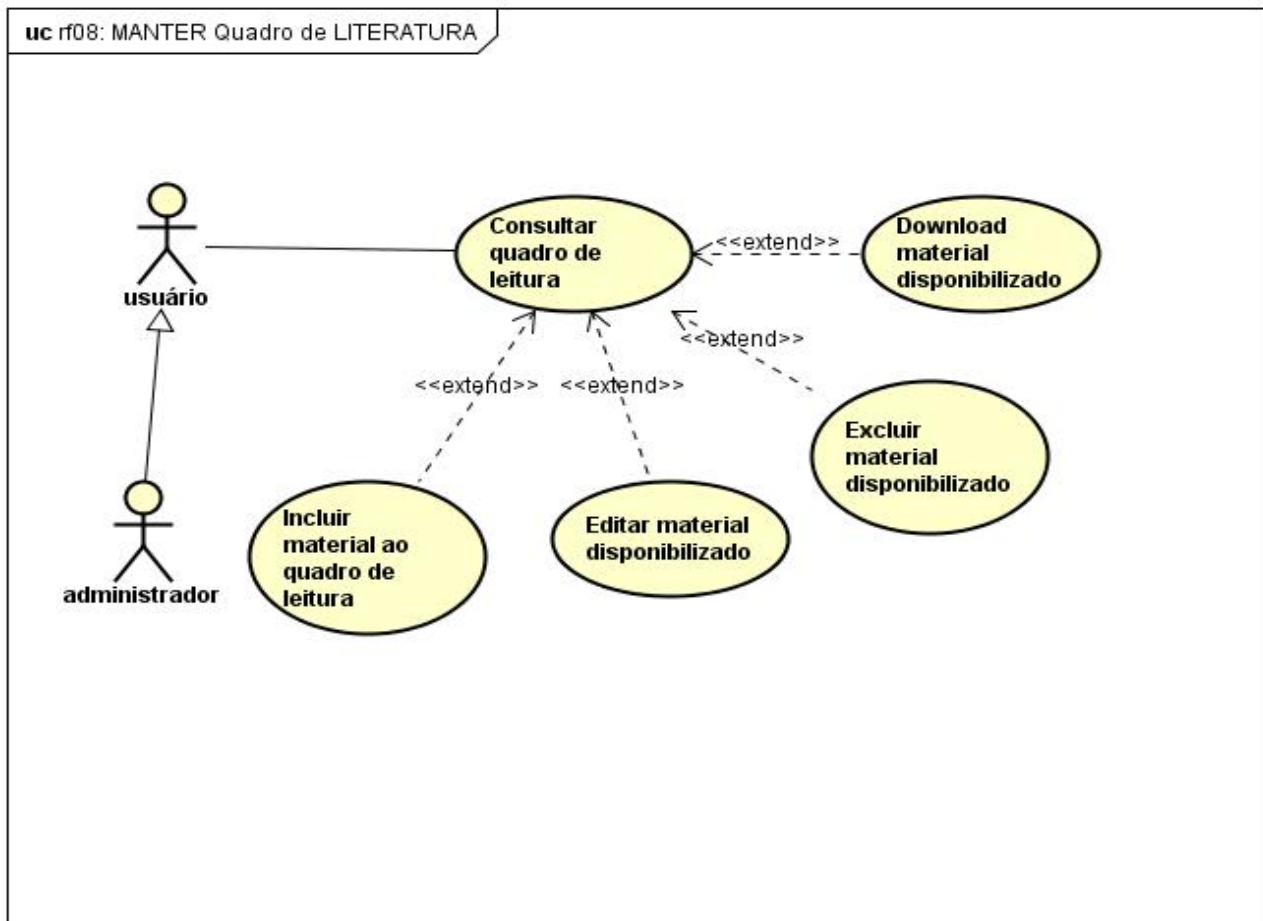 uc rf08: MANTER Quadro de LITERATURA
usuário
Consultar
quadro de
leitura
<<extend>>
Download
material
disponibilizado
<<extend>>
<<extend>>
<<extend>>
Excluir
material
disponibilizado
administrador
Incluir
material ao
quadro de
leitura
Editar material
disponibilizado